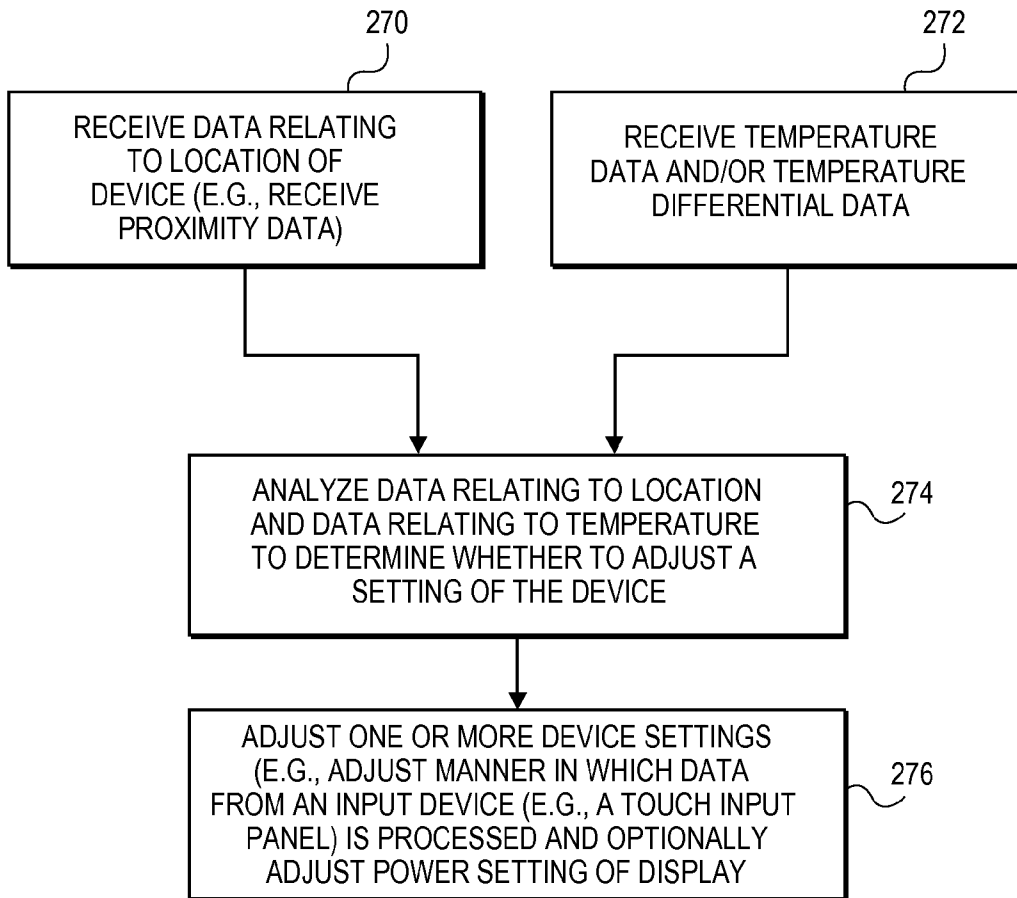 270
272
RECEIVE DATA RELATING
TO LOCATION OF
DEVICE (E.G., RECEIVE
PROXIMITY DATA)
RECEIVE TEMPERATURE
DATA AND/OR TEMPERATURE
DIFFERENTIAL DATA
ANALYZE DATA RELATING TO LOCATION
AND DATA RELATING TO TEMPERATURE
TO DETERMINE WHETHER TO ADJUST A
SETTING OF THE DEVICE
274
ADJUST ONE OR MORE DEVICE SETTINGS
(E.G., ADJUST MANNER IN WHICH DATA
FROM AN INPUT DEVICE (E.G., A TOUCH INPUT
PANEL) IS PROCESSED AND OPTIONALLY
ADJUST POWER SETTING OF DISPLAY
276